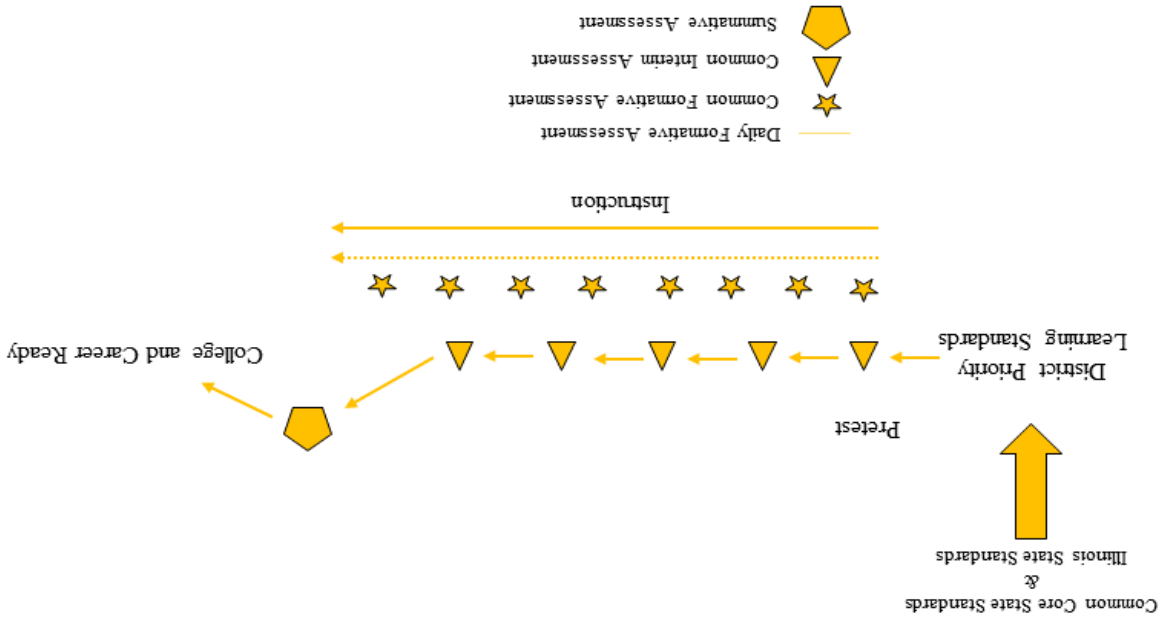 Common Core State Standards
&
Illinois State Standards
Pretest
District Priority
Learning Standards
College and Career Ready
Instruction
Daily Formative Assessment
Common Formative Assessment
Common Interim Assessment
Summative Assessment